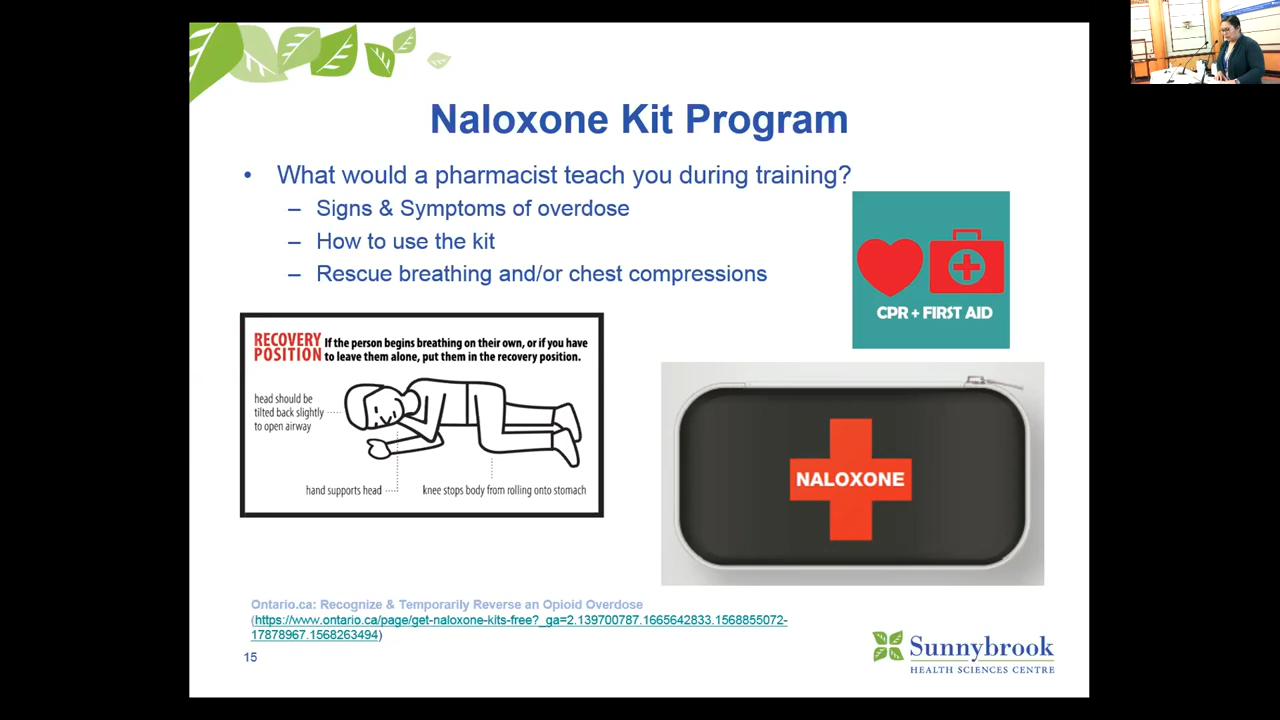 Naloxone Kit Program
• What would a pharmacist teach you during training?
– Signs & Symptoms of overdose
– How to use the kit
– Rescue breathing and/or chest compressions
CPR + FIRST AID
RECOVERY POSITION
If the person begins breathing on their own, or if you have
to leave them alone, put them in the recovery position.
head should be
tilted back slightly
to open airway
hand supports head
knee stops body from rolling onto stomach
NALOXONE
Ontario.ca: Recognize & Temporarily Reverse an Opioid Overdose
(https://www.ontario.ca/page/get-naloxone-kits-free?_ga=2.139700787.1665642833.1568855072-
17878967.1568263494)
15
Sunnybrook
HEALTH SCIENCES CENTRE